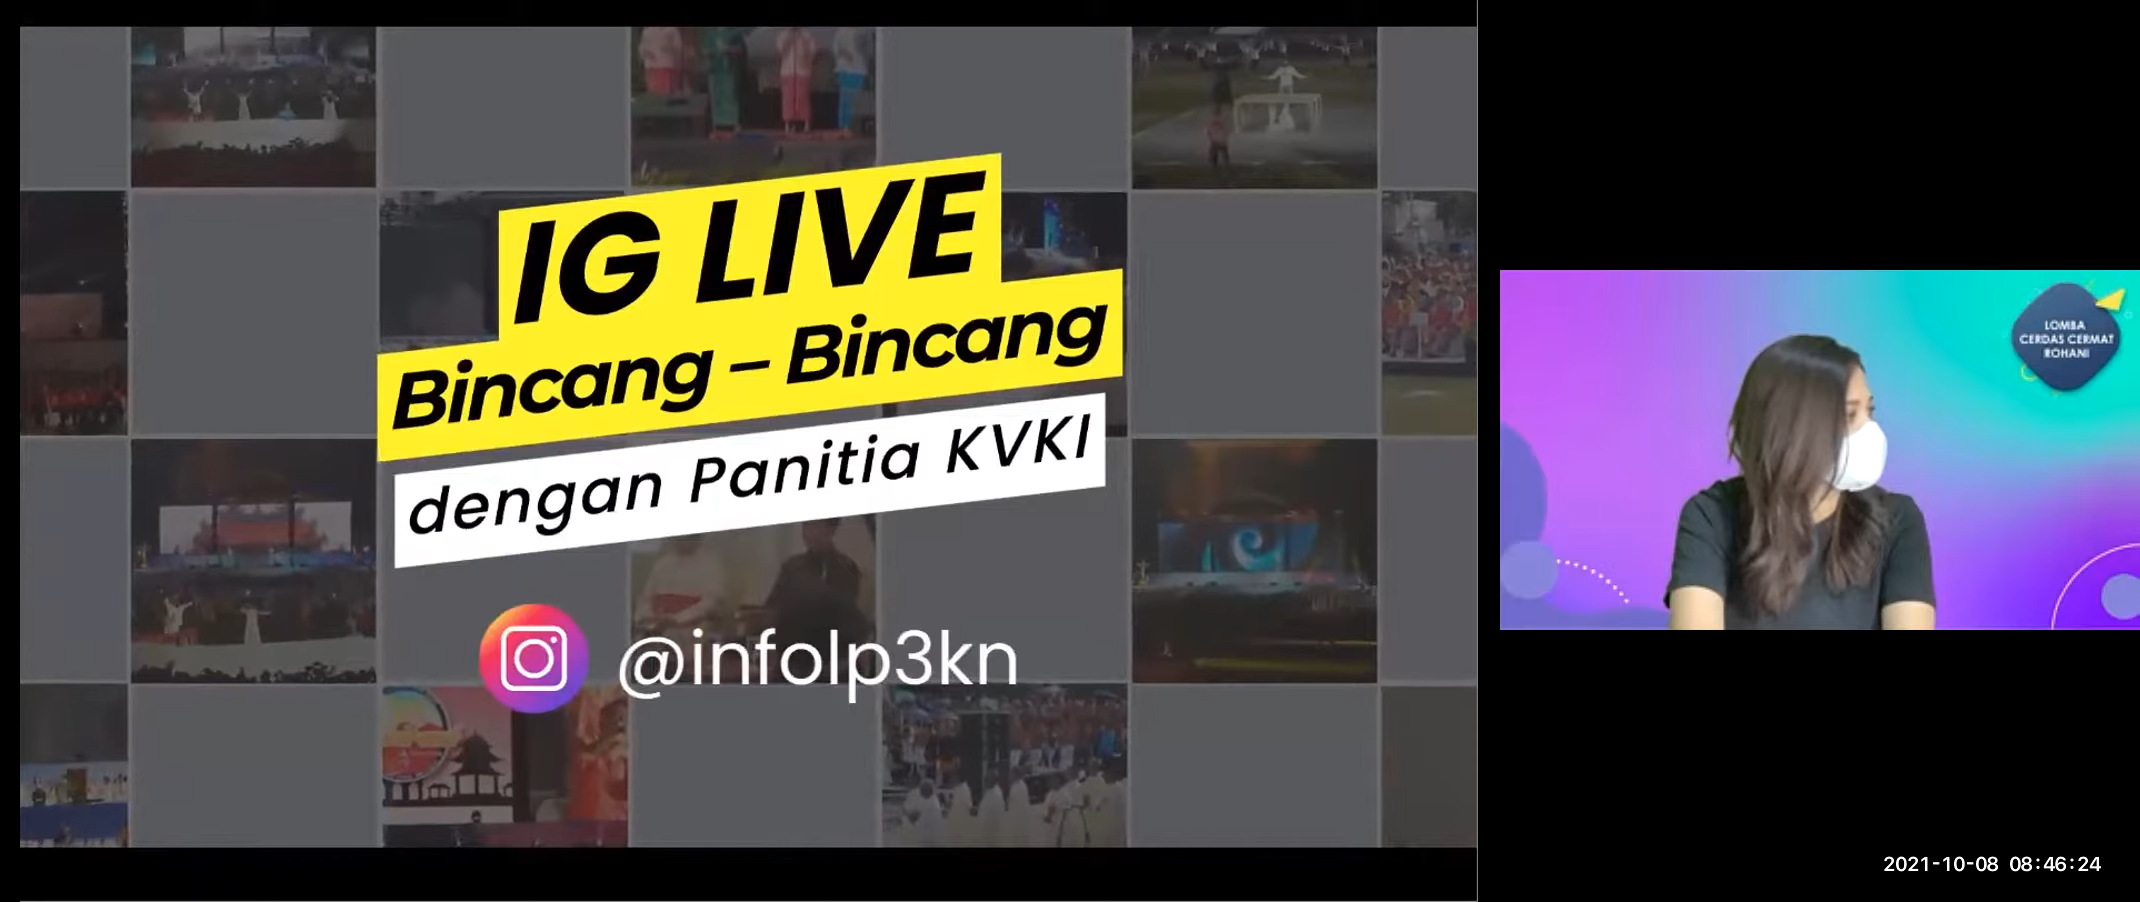 IG LIVE
Bincang – Bincang
dengan Panitia KVKI
@infolp3kn
LOMBA
CERDAS CERMAT
ROHANI
2021-10-08 08:46:24